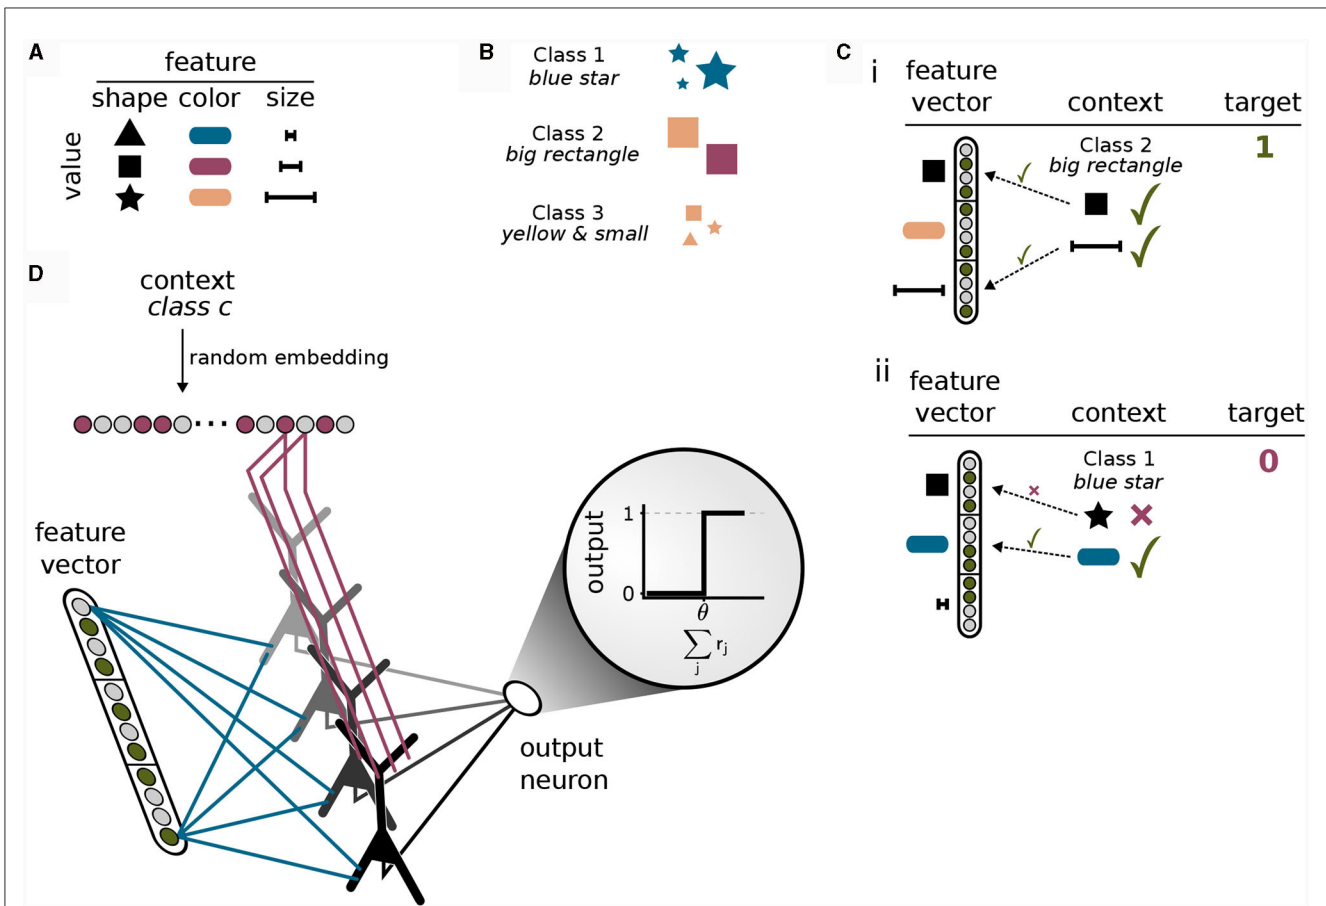 A
feature
shape color size
value
B
Class 1
blue star
Class 2
big rectangle
Class 3
yellow & small
C
i
feature
vector
context
target
Class 2
big rectangle
1
ii
feature
vector
context
target
Class 1
blue star
0
D
context
class c
random embedding
...
feature
vector
output
1
0
θ
∑ rj
j
output
neuron